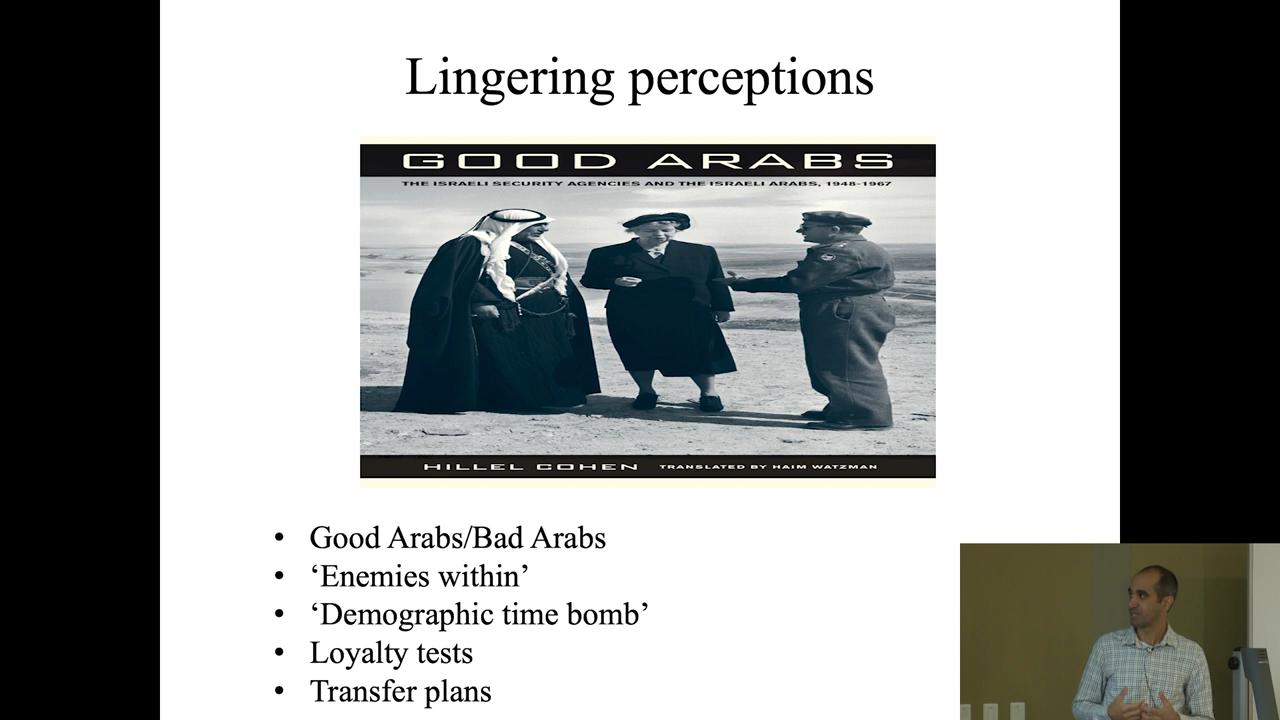 Lingering perceptions
GOOD ARABS
THE ISRAELI SECURITY AGENCIES AND THE ISRAELI ARABS, 1948-1967
HILLEL COHEN TRANSLATED BY HAIM WATZMAN
• Good Arabs/Bad Arabs
• ‘Enemies within’
• ‘Demographic time bomb’
• Loyalty tests
• Transfer plans